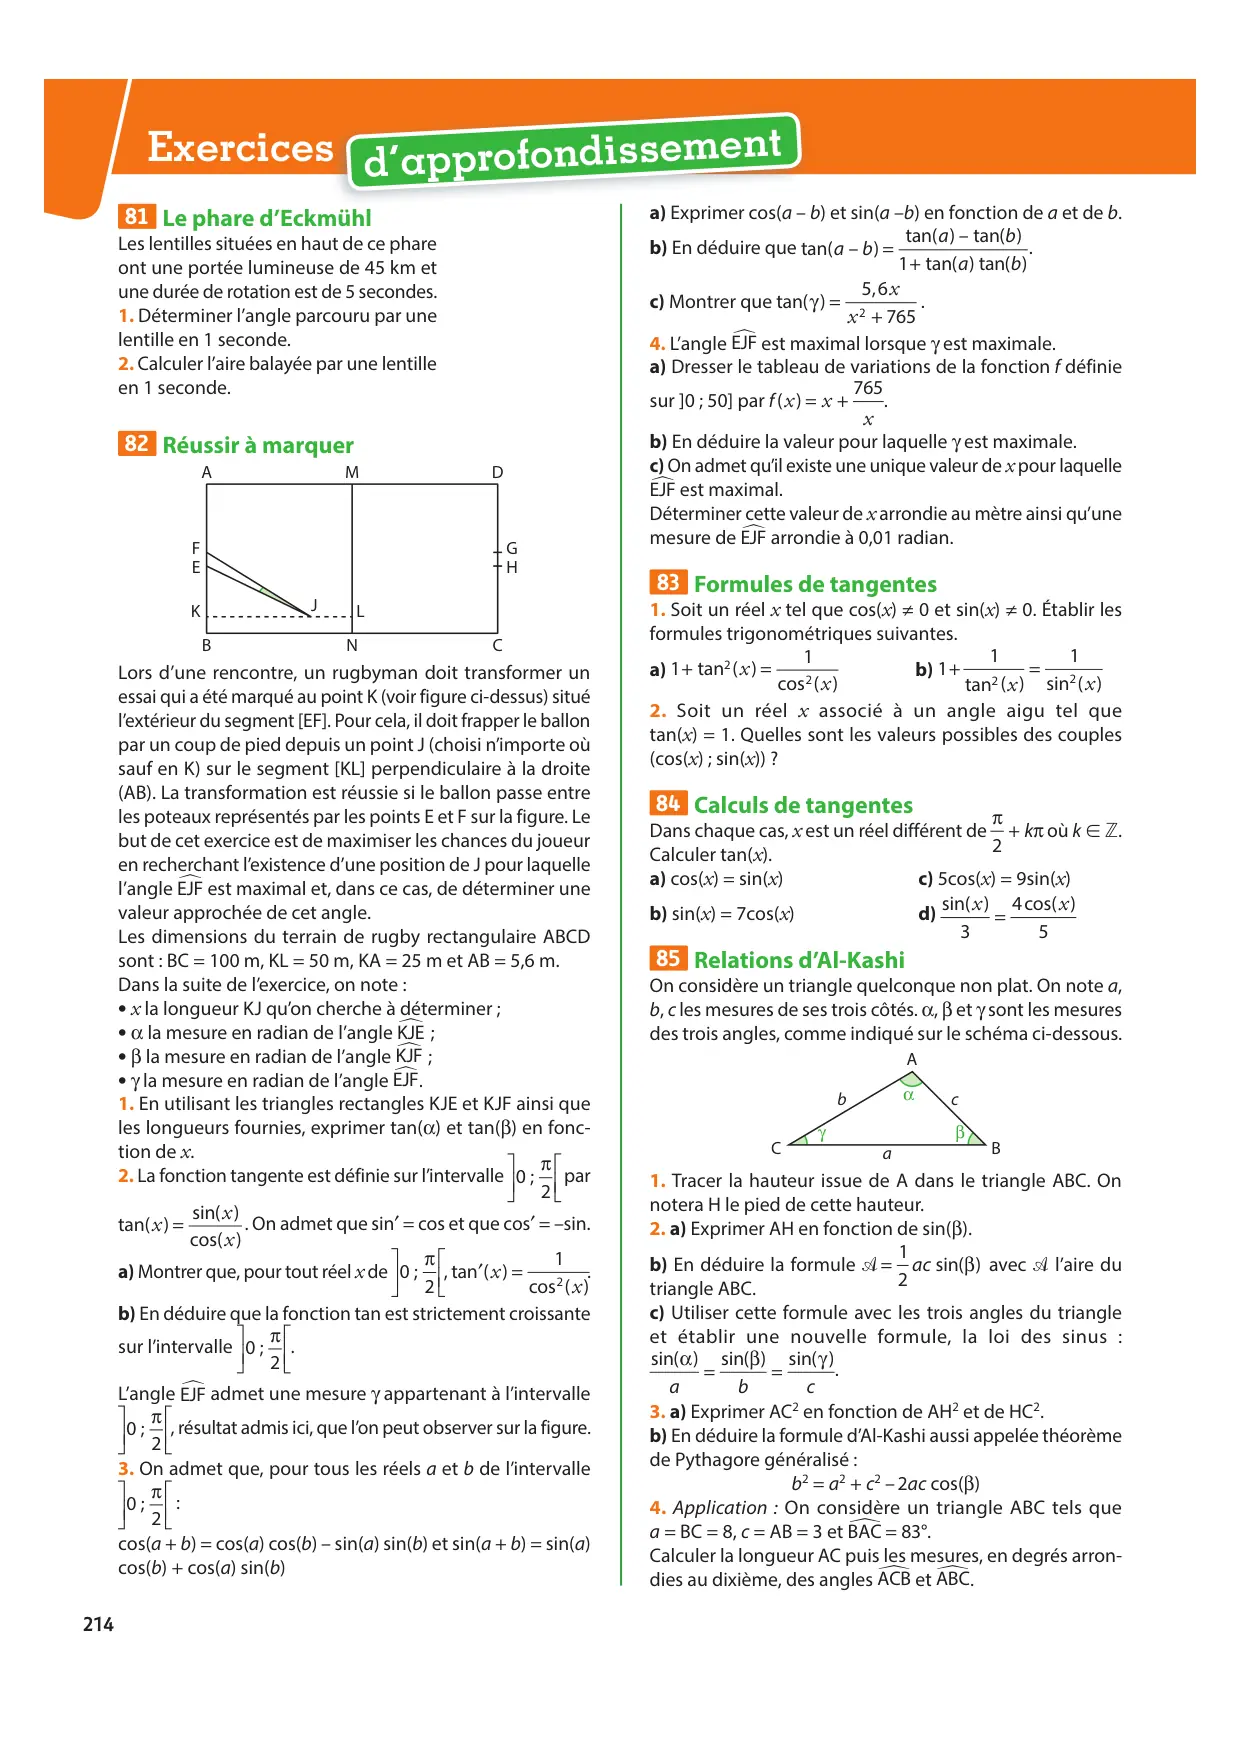 Exercices d’approfondissement
81 Le phare d’Eckmühl
Les lentilles situées en haut de ce phare
ont une portée lumineuse de 45 km et
une durée de rotation est de 5 secondes.
1. Déterminer l’angle parcouru par une
lentille en 1 seconde.
2. Calculer l’aire balayée par une lentille
en 1 seconde.
82 Réussir à marquer
A M D
F G
E H
K J L
B N C
Lors d’une rencontre, un rugbyman doit transformer un
essai qui a été marqué au point K (voir figure ci-dessus) situé
l’extérieur du segment [EF]. Pour cela, il doit frapper le ballon
par un coup de pied depuis un point J (choisi n’importe où
sauf en K) sur le segment [KL] perpendiculaire à la droite
(AB). La transformation est réussie si le ballon passe entre
les poteaux représentés par les points E et F sur la figure. Le
but de cet exercice est de maximiser les chances du joueur
en recherchant l’existence d’une position de J pour laquelle
l’angle EJF est maximal et, dans ce cas, de déterminer une
valeur approchée de cet angle.
Les dimensions du terrain de rugby rectangulaire ABCD
sont : BC = 100 m, KL = 50 m, KA = 25 m et AB = 5,6 m.
Dans la suite de l’exercice, on note :
• x la longueur KJ qu’on cherche à déterminer ;
• α la mesure en radian de l’angle KJE ;
• β la mesure en radian de l’angle KJF ;
• γ la mesure en radian de l’angle EJF.
1. En utilisant les triangles rectangles KJE et KJF ainsi que
les longueurs fournies, exprimer tan(α) et tan(β) en fonc-
tion de x.
2. La fonction tangente est définie sur l’intervalle ]0 ; π/2[ par
tan(x) = sin(x)/cos(x). On admet que sin′ = cos et que cos′ = –sin.
a) Montrer que, pour tout réel x de ]0 ; π/2[, tan′(x) = 1/cos²(x).
b) En déduire que la fonction tan est strictement croissante
sur l’intervalle ]0 ; π/2[.
L’angle EJF admet une mesure γ appartenant à l’intervalle
]0 ; π/2[, résultat admis ici, que l’on peut observer sur la figure.
3. On admet que, pour tous les réels a et b de l’intervalle
]0 ; π/2[ :
cos(a + b) = cos(a) cos(b) – sin(a) sin(b) et sin(a + b) = sin(a)
cos(b) + cos(a) sin(b)
a) Exprimer cos(a – b) et sin(a –b) en fonction de a et de b.
b) En déduire que tan(a – b) = (tan(a) – tan(b))/(1+ tan(a) tan(b)).
c) Montrer que tan(γ) = 5,6x/(x² + 765).
4. L’angle EJF est maximal lorsque γ est maximale.
a) Dresser le tableau de variations de la fonction f définie
sur ]0 ; 50] par f(x) = x + 765/x.
b) En déduire la valeur pour laquelle γ est maximale.
c) On admet qu’il existe une unique valeur de x pour laquelle
EJF est maximal.
Déterminer cette valeur de x arrondie au mètre ainsi qu’une
mesure de EJF arrondie à 0,01 radian.
83 Formules de tangentes
1. Soit un réel x tel que cos(x) ≠ 0 et sin(x) ≠ 0. Établir les
formules trigonométriques suivantes.
a) 1+ tan²(x) = 1/cos²(x) b) 1+ 1/tan²(x) = 1/sin²(x)
2. Soit un réel x associé à un angle aigu tel que
tan(x) = 1. Quelles sont les valeurs possibles des couples
(cos(x) ; sin(x)) ?
84 Calculs de tangentes
Dans chaque cas, x est un réel différent de π/2 + kπ où k ∈ ℤ.
Calculer tan(x).
a) cos(x) = sin(x) c) 5cos(x) = 9sin(x)
b) sin(x) = 7cos(x) d) sin(x)/3 = 4cos(x)/5
85 Relations d’Al-Kashi
On considère un triangle quelconque non plat. On note a,
b, c les mesures de ses trois côtés. α, β et γ sont les mesures
des trois angles, comme indiqué sur le schéma ci-dessous.
A
b α c
C γ β B
a
1. Tracer la hauteur issue de A dans le triangle ABC. On
notera H le pied de cette hauteur.
2. a) Exprimer AH en fonction de sin(β).
b) En déduire la formule 𝒜 = 1/2 ac sin(β) avec 𝒜 l’aire du
triangle ABC.
c) Utiliser cette formule avec les trois angles du triangle
et établir une nouvelle formule, la loi des sinus :
sin(α)/a = sin(β)/b = sin(γ)/c.
3. a) Exprimer AC² en fonction de AH² et de HC².
b) En déduire la formule d’Al-Kashi aussi appelée théorème
de Pythagore généralisé :
b² = a² + c² – 2ac cos(β)
4. Application : On considère un triangle ABC tels que
a = BC = 8, c = AB = 3 et BAC = 83°.
Calculer la longueur AC puis les mesures, en degrés arron-
dies au dixième, des angles ACB et ABC.
214